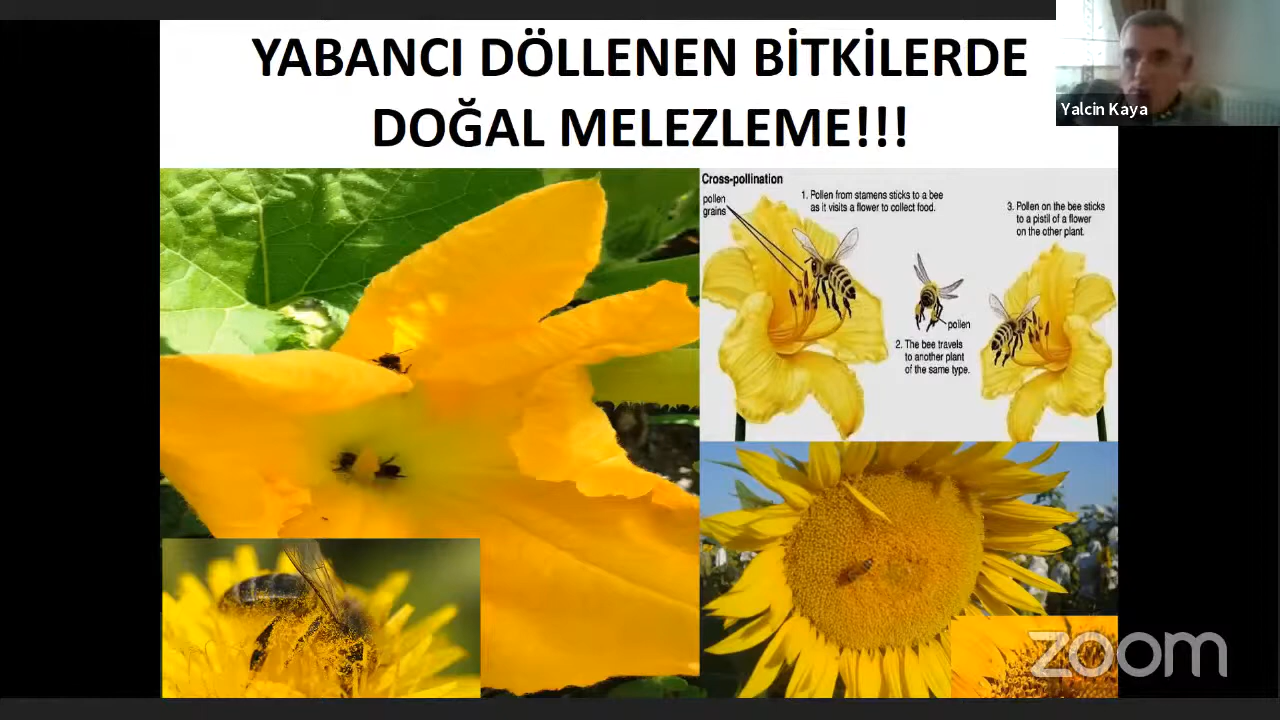 YABANCI DÖLLENEN BİTKİLERDE
DOĞAL MELEZLEME!!!
Yalcin Kaya
Cross-pollination
pollen
grains
1. Pollen from stamens sticks to a bee
as it visits a flower to collect food.
3. Pollen on the bee sticks
to a pistil of a flower
on the other plant.
pollen
2. The bee travels
to another plant
of the same type.
zoom